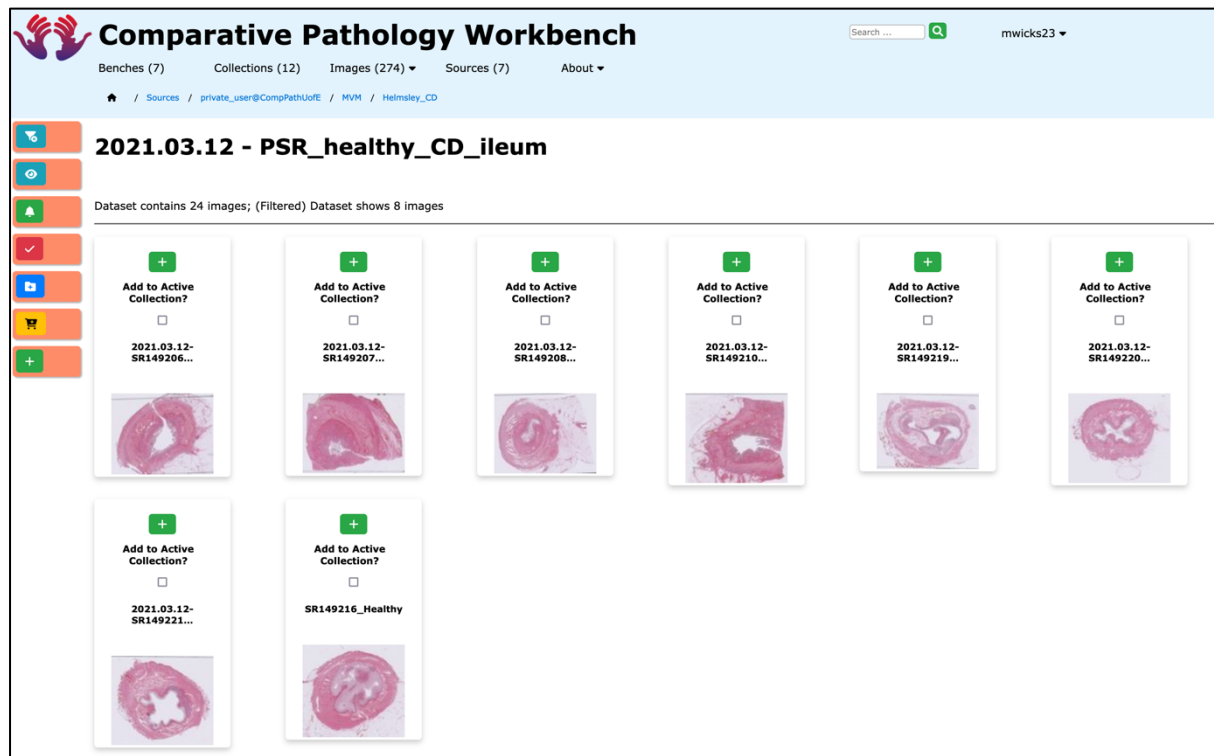 Comparative Pathology Workbench
Search ...
mwicks23
Benches (7) Collections (12) Images (274) Sources (7) About
/ Sources / private_user@CompPathUofE / MVM / Helmsley_CD
2021.03.12 - PSR_healthy_CD_ileum
Dataset contains 24 images; (Filtered) Dataset shows 8 images
Add to Active
Collection?
2021.03.12-
SR149206...
Add to Active
Collection?
2021.03.12-
SR149207...
Add to Active
Collection?
2021.03.12-
SR149208...
Add to Active
Collection?
2021.03.12-
SR149210...
Add to Active
Collection?
2021.03.12-
SR149219...
Add to Active
Collection?
2021.03.12-
SR149220...
Add to Active
Collection?
2021.03.12-
SR149221...
Add to Active
Collection?
SR149216_Healthy